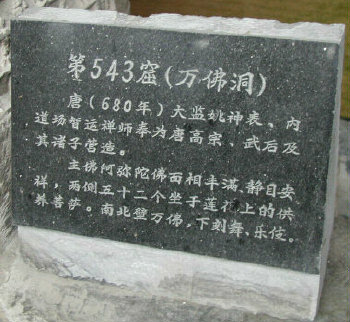 第543窟(万佛洞)
唐(680年)大监姚神表、内
道场智运禅师奉为唐高宗、武后及
其诸子营造。
主佛阿弥陀佛面相丰满,静目安
祥,两侧五十二个坐于莲花上的供
养菩萨。南北壁万佛,下刻舞、乐伎。